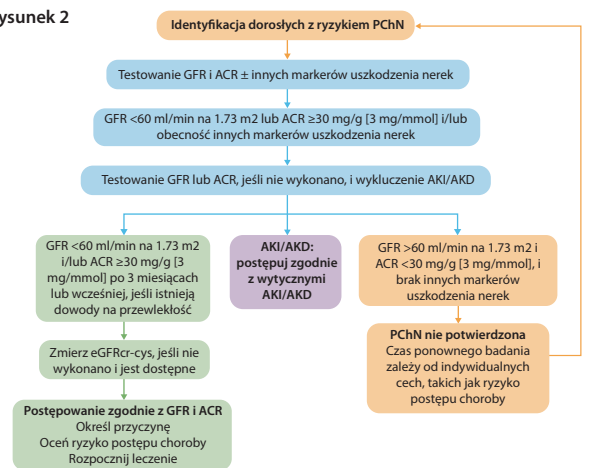 ysunek 2
Identyfikacja dorosłych z ryzykiem PChN
Testowanie GFR i ACR ± innych markerów uszkodzenia nerek
GFR <60 ml/min na 1.73 m2 lub ACR ≥30 mg/g [3 mg/mmol] i/lub
obecność innych markerów uszkodzenia nerek
Testowanie GFR lub ACR, jeśli nie wykonano, i wykluczenie AKI/AKD
GFR <60 ml/min na 1.73 m2
i/lub ACR ≥30 mg/g [3
mg/mmol] po 3 miesiącach
lub wcześniej, jeśli istnieją
dowody na przewlekłość
Zmierz eGFRcr-cys, jeśli nie
wykonano i jest dostępne
Postępowanie zgodnie z GFR i ACR
Określ przyczynę
Oceń ryzyko postępu choroby
Rozpocznij leczenie
AKI/AKD:
postępuj zgodnie
z wytycznymi
AKI/AKD
GFR >60 ml/min na 1.73 m2 i
ACR <30 mg/g [3 mg/mmol], i
brak innych markerów
uszkodzenia nerek
PChN nie potwierdzona
Czas ponownego badania
zależy od indywidualnych
cech, takich jak ryzyko
postępu choroby